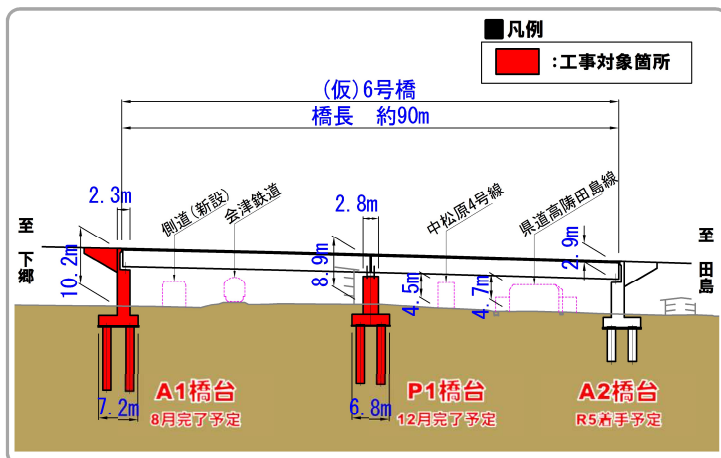 ■凡例
:工事対象箇所
(仮)6号橋
橋長 約90m
2.3m
側道(新設)
会津鉄道
2.8m
中松原4号線
県道高陦田島線
至 下郷
10.2m
8.9m
4.5m
4.7m
2.9m
至 田島
A1橋台
P1橋台
A2橋台
7.2m
8月完了予定
6.8m
12月完了予定
R5着手予定